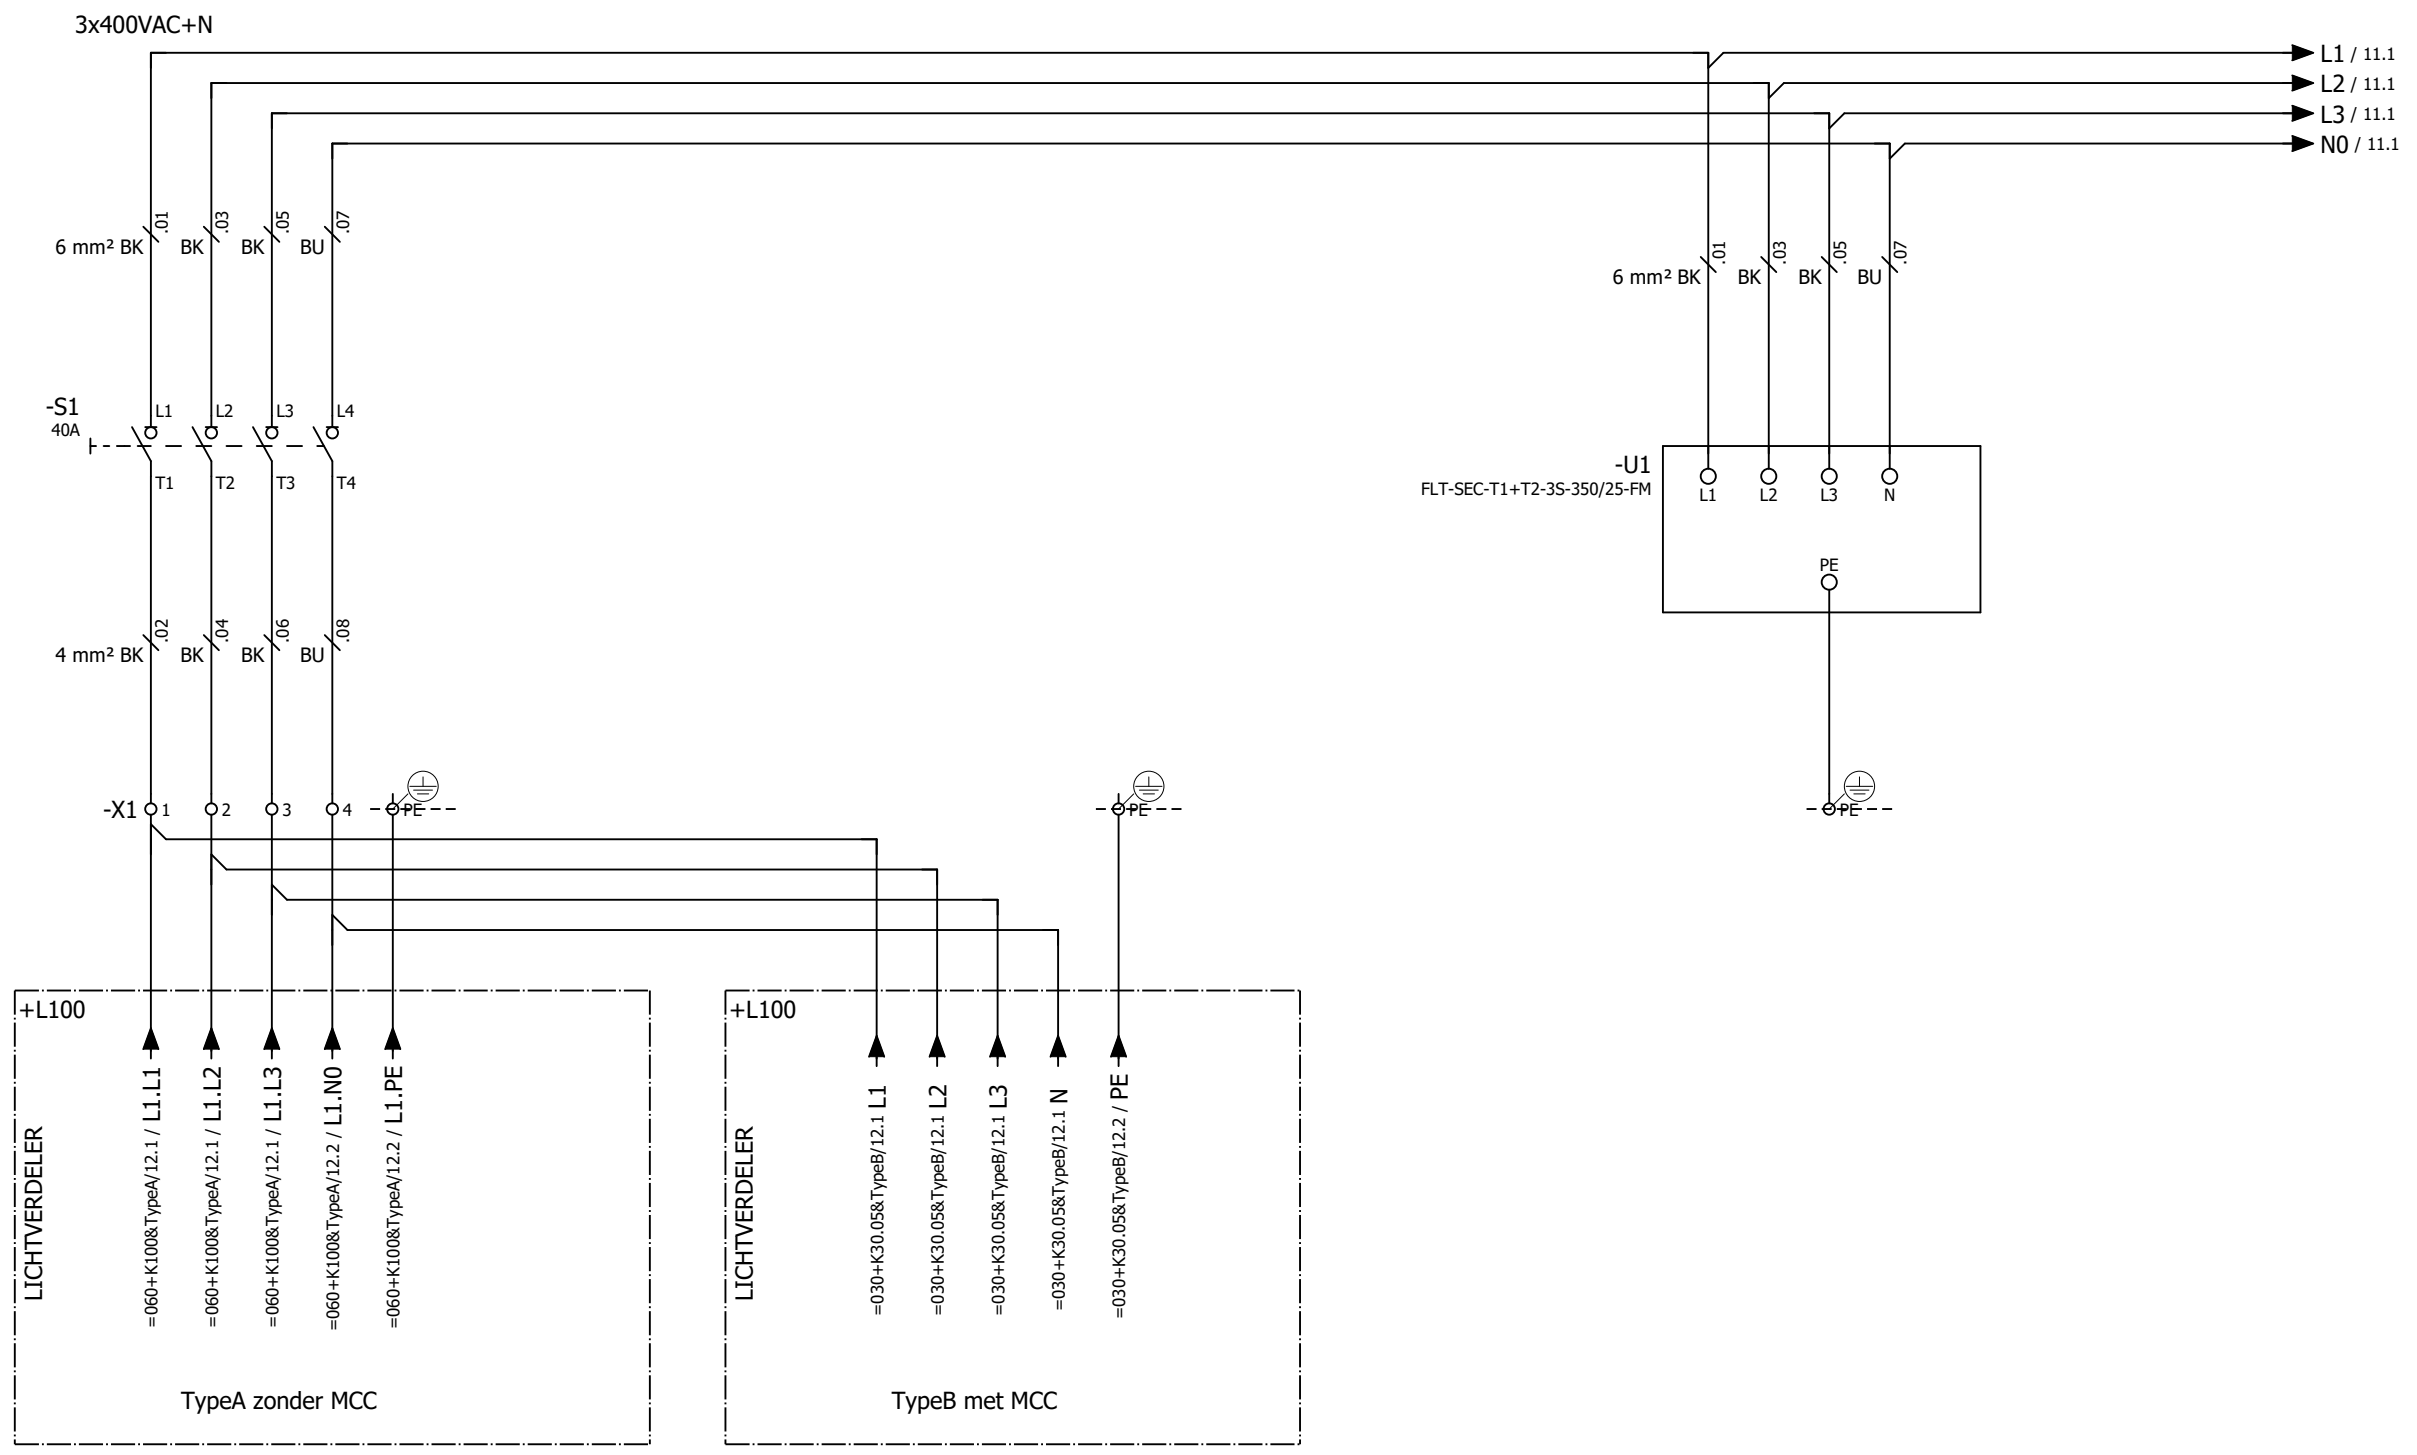 3x400VAC+N
L1 / 11.1
L2 / 11.1
L3 / 11.1
N0 / 11.1
.01 .03 .05 .07
6 mm² BK BK BK BU
.01 .03 .05 .07
6 mm² BK BK BK BU
-S1
40A
L1 L2 L3 L4
T1 T2 T3 T4
-U1
FLT-SEC-T1+T2-3S-350/25-FM
L1 L2 L3 N
PE
.02 .04 .06 .08
4 mm² BK BK BK BU
-X1 1 2 3 4 PE
PE
PE
+L100
LICHTVERDELER
=060+K100&TypeA/12.1 / L1.L1
=060+K100&TypeA/12.1 / L1.L2
=060+K100&TypeA/12.1 / L1.L3
=060+K100&TypeA/12.2 / L1.N0
=060+K100&TypeA/12.2 / L1.PE
TypeA zonder MCC
+L100
LICHTVERDELER
=030+K30.05&TypeB/12.1 L1
=030+K30.05&TypeB/12.1 L2
=030+K30.05&TypeB/12.1 L3
=030+K30.05&TypeB/12.1 N
=030+K30.05&TypeB/12.2 / PE
TypeB met MCC